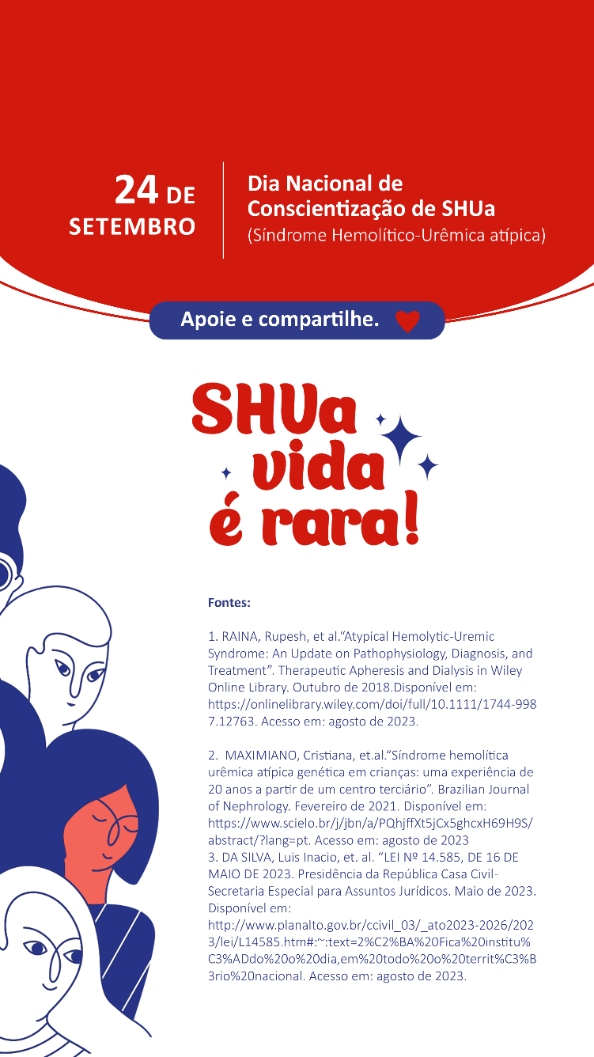 24 DE
SETEMBRO
Dia Nacional de
Conscientização de SHUa
(Síndrome Hemolítico-Urêmica atípica)
Apoie e compartilhe.
SHUa
vida
é rara!
Fontes:
1. RAINA, Rupesh, et al.“Atypical Hemolytic-Uremic
Syndrome: An Update on Pathophysiology, Diagnosis, and
Treatment”. Therapeutic Apheresis and Dialysis in Wiley
Online Library. Outubro de 2018.Disponível em:
https://onlinelibrary.wiley.com/doi/full/10.1111/1744-998
7.12763. Acesso em: agosto de 2023.
2. MAXIMIANO, Cristiana, et.al.“Síndrome hemolítica
urêmica atípica genética em crianças: uma experiência de
20 anos a partir de um centro terciário”. Brazilian Journal
of Nephrology. Fevereiro de 2021. Disponível em:
https://www.scielo.br/j/jbn/a/PQhjffXt5jCx5ghcxH69H9S/
abstract/?lang=pt. Acesso em: agosto de 2023
3. DA SILVA, Luis Inacio, et. al. “LEI Nº 14.585, DE 16 DE
MAIO DE 2023. Presidência da República Casa Civil-
Secretaria Especial para Assuntos Jurídicos. Maio de 2023.
Disponível em:
http://www.planalto.gov.br/ccivil_03/_ato2023-2026/202
3/lei/L14585.htm#:~:text=2%C2%BA%20Fica%20institu%
C3%ADdo%20o%20dia,em%20todo%20o%20territ%C3%B
3rio%20nacional. Acesso em: agosto de 2023.